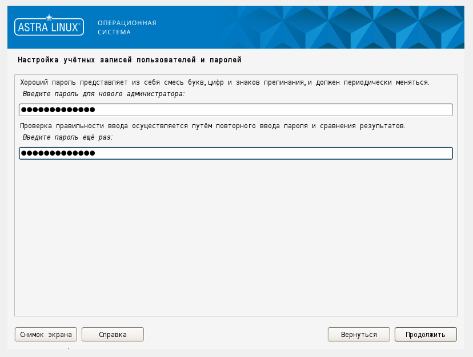 ASTRA LINUX®
ОПЕРАЦИОННАЯ
СИСТЕМА
Настройка учётных записей пользователей и паролей
Хороший пароль представляет из себя смесь букв, цифр и знаков препинания, и должен периодически меняться.
Введите пароль для нового администратора:
Проверка правильности ввода осуществляется путём повторного ввода пароля и сравнения результатов.
Введите пароль ещё раз:
Снимок экрана
Справка
Вернуться
Продолжить